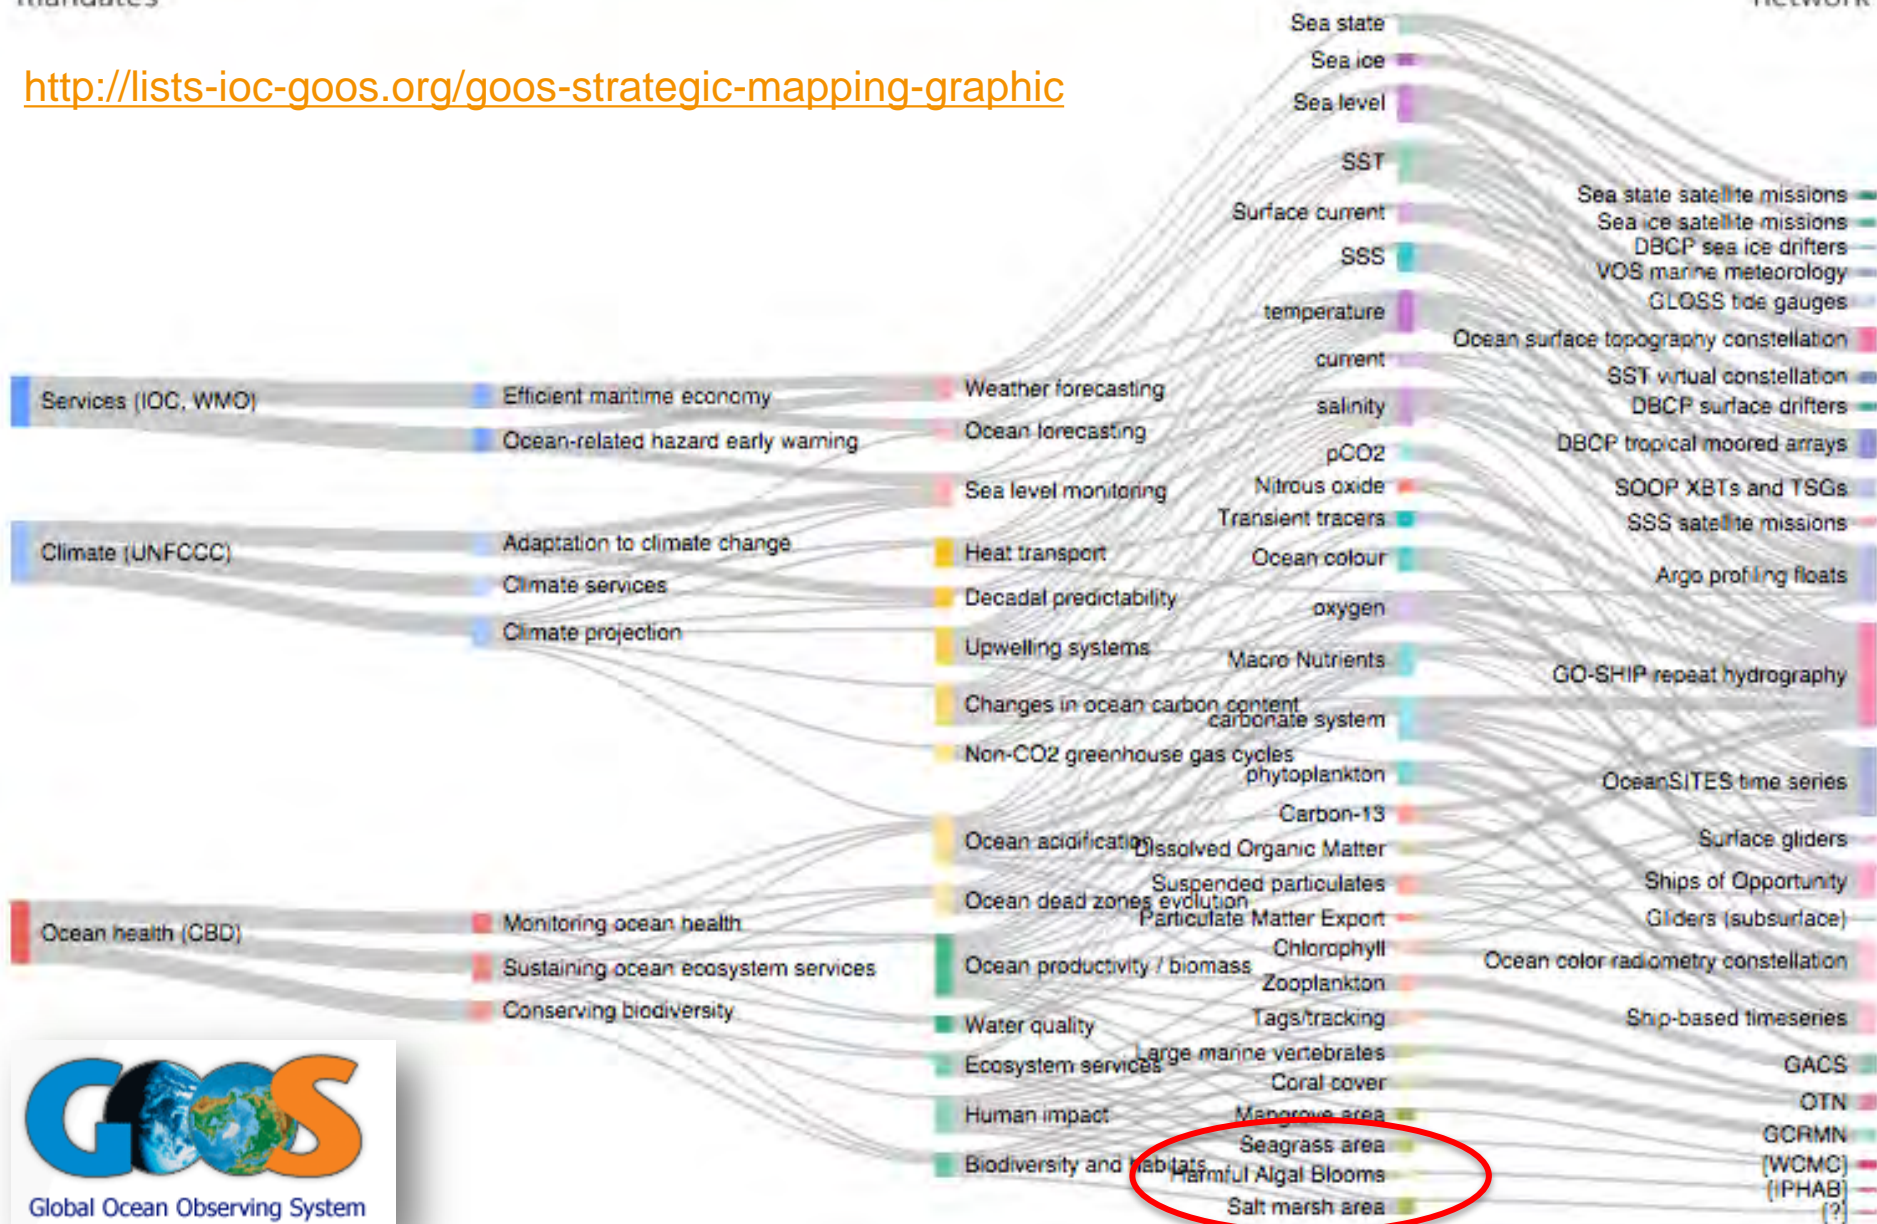 mandates
network
http://lists-ioc-goos.org/goos-strategic-mapping-graphic
Services (IOC, WMO)
Climate (UNFCCC)
Ocean health (CBD)
Efficient maritime economy
Ocean-related hazard early warning
Adaptation to climate change
Climate services
Climate projection
Monitoring ocean health
Sustaining ocean ecosystem services
Conserving biodiversity
Weather forecasting
Ocean forecasting
Sea level monitoring
Heat transport
Decadal predictability
Upwelling systems
Changes in ocean carbon content
Non-CO2 greenhouse gas cycles
Ocean acidification
Ocean dead zones evolution
Ocean productivity / biomass
Water quality
Ecosystem services
Human impact
Biodiversity and habitats
Sea state
Sea ice
Sea level
SST
Surface current
SSS
temperature
current
salinity
pCO2
Nitrous oxide
Transient tracers
Ocean colour
oxygen
Macro Nutrients
carbonate system
phytoplankton
Carbon-13
Dissolved Organic Matter
Suspended particulates
Particulate Matter Export
Chlorophyll
Zooplankton
Tags/tracking
Large marine vertebrates
Coral cover
Mangrove area
Seagrass area
Harmful Algal Blooms
Salt marsh area
Sea state satellite missions
Sea ice satellite missions
DBCP sea ice drifters
VOS marine meteorology
GLOSS tide gauges
Ocean surface topography constellation
SST virtual constellation
DBCP surface drifters
DBCP tropical moored arrays
SOOP XBTs and TSGs
SSS satellite missions
Argo profiling floats
GO-SHIP repeat hydrography
OceanSITES time series
Surface gliders
Ships of Opportunity
Gliders (subsurface)
Ocean color radiometry constellation
Ship-based timeseries
GACS
OTN
GCRMN
[WCMC]
[IPHAB]
[?]
GOOS
Global Ocean Observing System